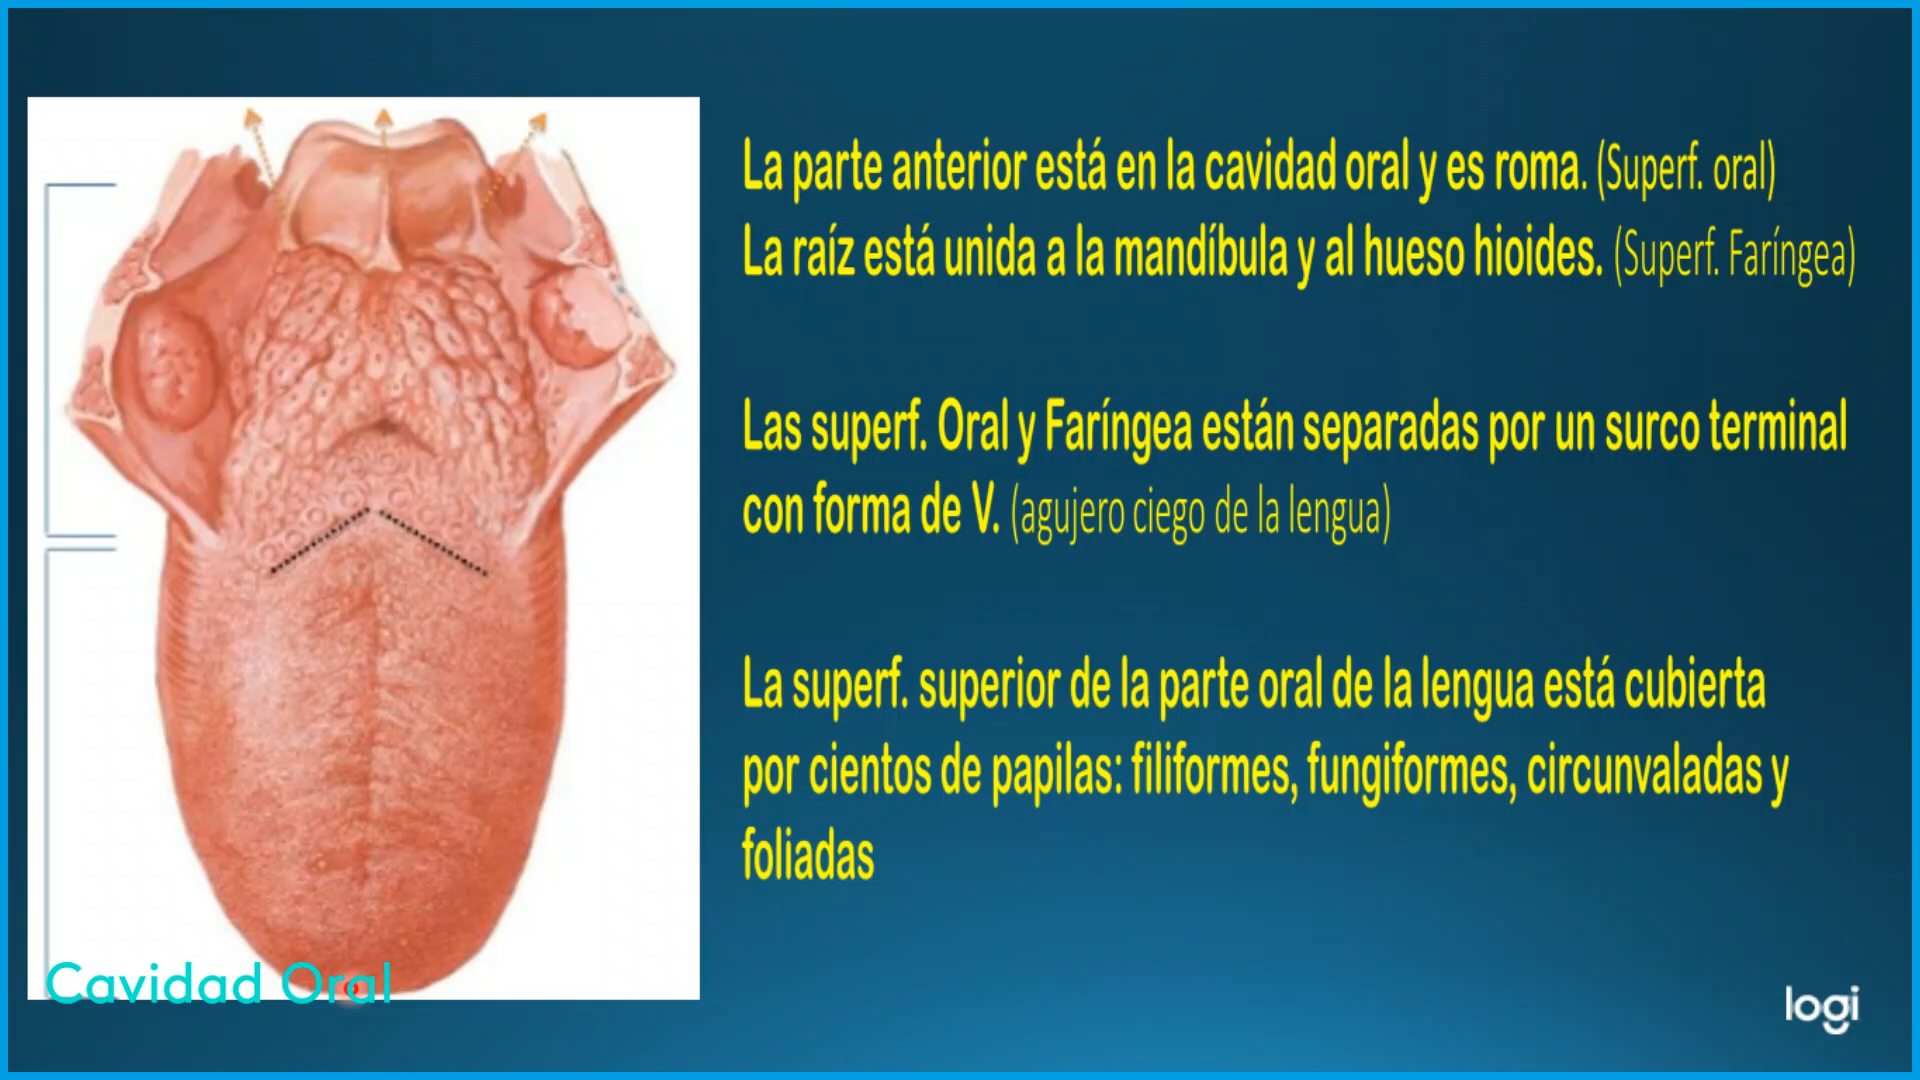 La parte anterior está en la cavidad oral y es roma. (Superf. oral)
La raíz está unida a la mandíbula y al hueso hioides. (Superf. Faríngea)
Las superf. Oral y Faríngea están separadas por un surco terminal
con forma de V. (agujero ciego de la lengua)
La superf. superior de la parte oral de la lengua está cubierta
por cientos de papilas: filiformes, fungiformes, circunvaladas y
foliadas
Cavidad Oral
logi